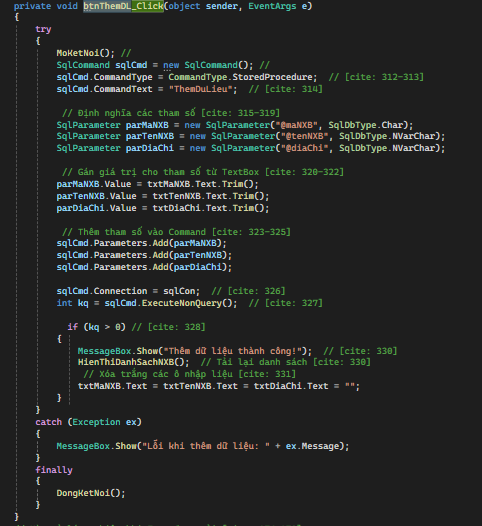 private void btnThemDL_Click(object sender, EventArgs e)
{
try
{
MoKetNoi(); //
SqlCommand sqlCmd = new SqlCommand(); //
sqlCmd.CommandType = CommandType.StoredProcedure; // [cite: 312-313]
sqlCmd.CommandText = "ThemDuLieu"; // [cite: 314]
// Định nghĩa các tham số [cite: 315-319]
SqlParameter parMaNXB = new SqlParameter("@maNXB", SqlDbType.Char);
SqlParameter parTenNXB = new SqlParameter("@tenNXB", SqlDbType.NVarChar);
SqlParameter parDiaChi = new SqlParameter("@diaChi", SqlDbType.NVarChar);
// Gán giá trị cho tham số từ TextBox [cite: 320-322]
parMaNXB.Value = txtMaNXB.Text.Trim();
parTenNXB.Value = txtTenNXB.Text.Trim();
parDiaChi.Value = txtDiaChi.Text.Trim();
// Thêm tham số vào Command [cite: 323-325]
sqlCmd.Parameters.Add(parMaNXB);
sqlCmd.Parameters.Add(parTenNXB);
sqlCmd.Parameters.Add(parDiaChi);
sqlCmd.Connection = sqlCon; // [cite: 326]
int kq = sqlCmd.ExecuteNonQuery(); // [cite: 327]
if (kq > 0) // [cite: 328]
{
MessageBox.Show("Thêm dữ liệu thành công!"); // [cite: 330]
HienThiDanhSachNXB(); // Tải lại danh sách [cite: 330]
// Xóa trắng các ô nhập liệu [cite: 331]
txtMaNXB.Text = txtTenNXB.Text = txtDiaChi.Text = "";
}
}
catch (Exception ex)
{
MessageBox.Show("Lỗi khi thêm dữ liệu: " + ex.Message);
}
finally
{
DongKetNoi();
}
}